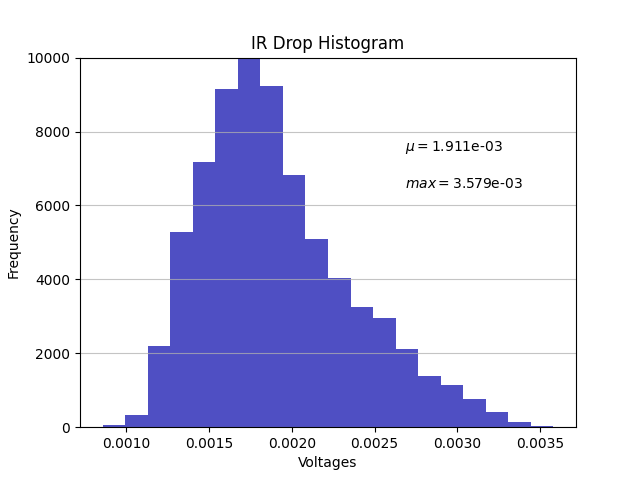 IR Drop Histogram
10000
8000
6000
4000
2000
0
Frequency
μ = 1.911e-03
max = 3.579e-03
0.0010 0.0015 0.0020 0.0025 0.0030 0.0035
Voltages